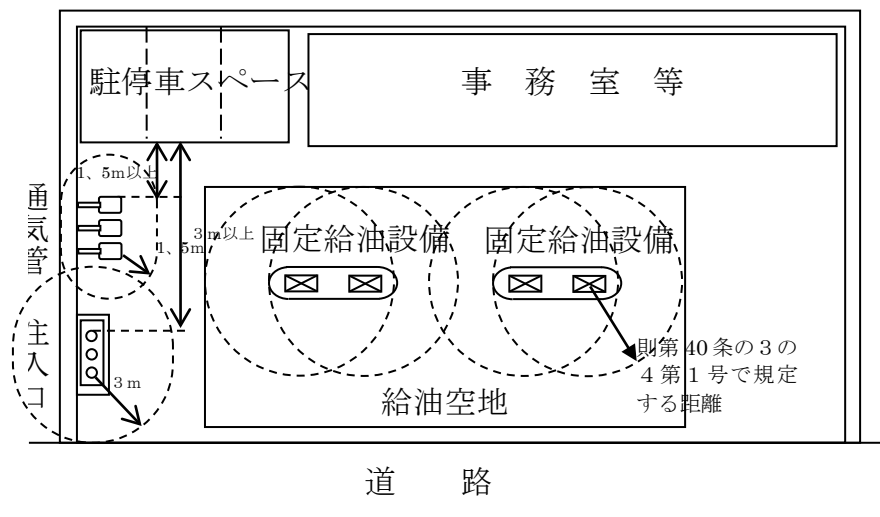 駐停車スペース
事務室等
1、5m以上
通気管
3m以上
1、5m
固定給油設備
固定給油設備
注入口
3m
則第40条の3の
4第1号で規定
する距離
給油空地
道路